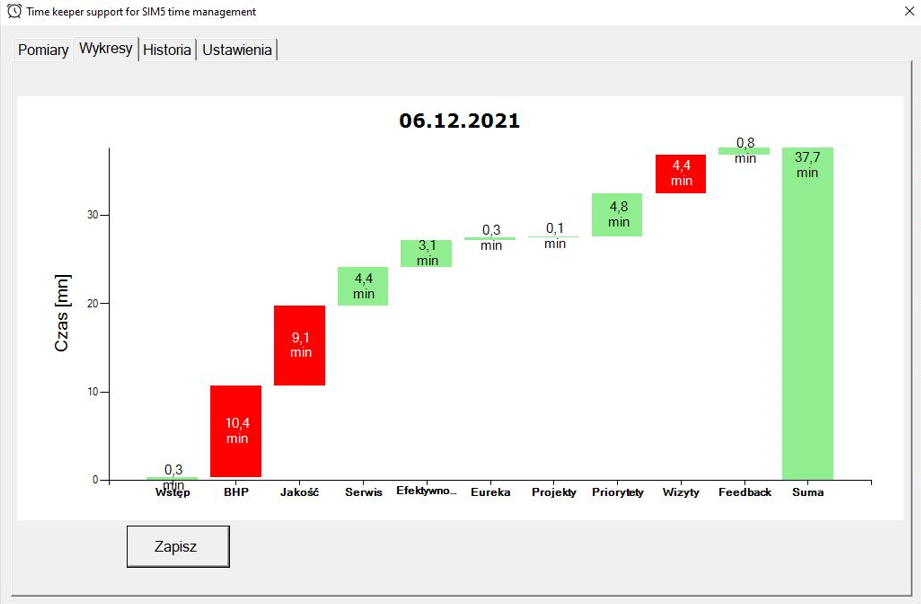 Time keeper support for SIM5 time management
Pomiary Wykresy Historia Ustawienia
06.12.2021
Czas [mn]
30
20
10
0
0,3
min
10,4
min
9,1
min
4,4
min
3,1
min
0,3
min
0,1
min
4,8
min
4,4
min
0,8
min
37,7
min
Wstęp BHP Jakość Serwis Efektywno... Eureka Projekty Priorytety Wizyty Feedback Suma
Zapisz